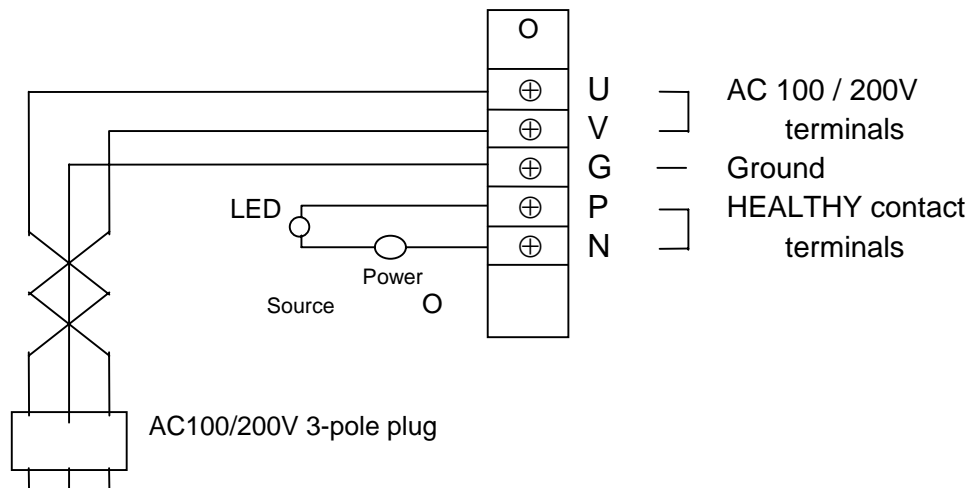 O
U AC 100 / 200V
V terminals
G Ground
LED P HEALTHY contact
N terminals
Power
Source O
AC100/200V 3-pole plug